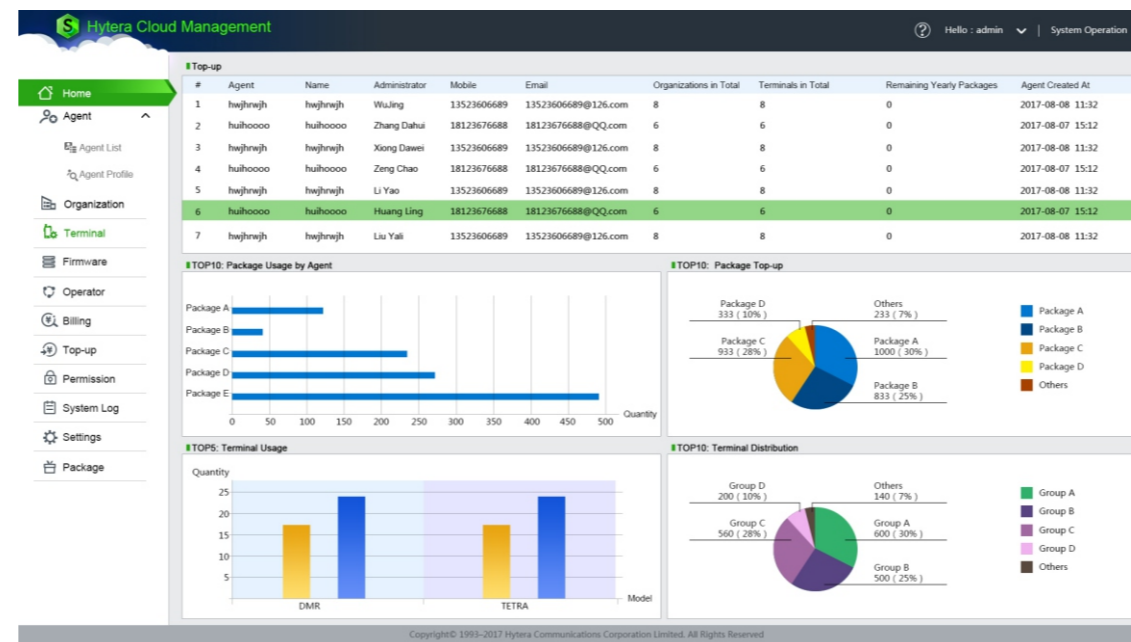 Hytera Cloud Management
? Hello : admin | System Operation
Home
Agent
Agent List
Agent Profile
Organization
Terminal
Firmware
Operator
Billing
Top-up
Permission
System Log
Settings
Package
Top-up
# Agent Name Administrator Mobile Email Organizations in Total Terminals in Total Remaining Yearly Packages Agent Created At
1 hwjhrwjh hwjhrwjh WuJing 13523606689 13523606689@126.com 8 8 0 2017-08-08 11:32
2 huihoooo huihoooo Zhang Dahui 18123676688 18123676688@QQ.com 6 6 0 2017-08-07 15:12
3 hwjhrwjh hwjhrwjh Xiong Dawei 13523606689 13523606689@126.com 8 8 0 2017-08-08 11:32
4 huihoooo huihoooo Zeng Chao 18123676688 18123676688@QQ.com 6 6 0 2017-08-07 15:12
5 hwjhrwjh hwjhrwjh Li Yao 13523606689 13523606689@126.com 8 8 0 2017-08-08 11:32
6 huihoooo huihoooo Huang Ling 18123676688 18123676688@QQ.com 6 6 0 2017-08-07 15:12
7 hwjhrwjh hwjhrwjh Liu Yali 13523606689 13523606689@126.com 8 8 0 2017-08-08 11:32
TOP10: Package Usage by Agent
Package A
Package B
Package C
Package D
Package E
0 50 100 150 200 250 300 350 400 450 500 Quantity
TOP10: Package Top-up
Package D
333 ( 10% )
Others
233 ( 7% )
Package C
933 ( 28% )
Package A
1000 ( 30% )
Package B
833 ( 25% )
Package A
Package B
Package C
Package D
Others
TOP5: Terminal Usage
Quantity
25
20
15
10
5
DMR TETRA Model
TOP10: Terminal Distribution
Group D
200 ( 10% )
Others
140 ( 7% )
Group C
560 ( 28% )
Group A
600 ( 30% )
Group B
500 ( 25% )
Group A
Group B
Group C
Group D
Others
Copyright© 1993-2017 Hytera Communications Corporation Limited. All Rights Reserved